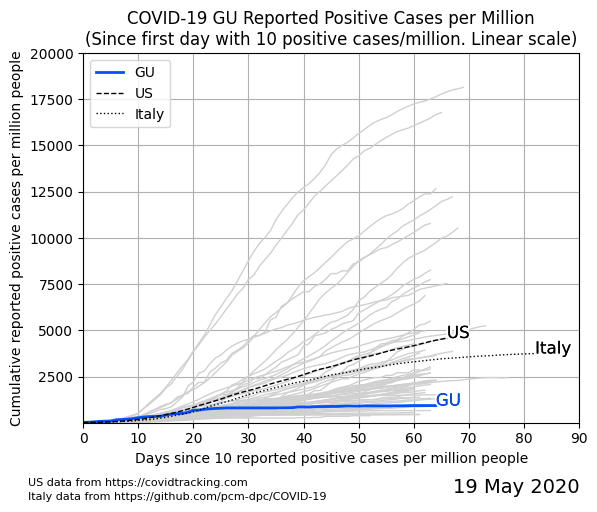 COVID-19 GU Reported Positive Cases per Million
(Since first day with 10 positive cases/million. Linear scale)
Cumulative reported positive cases per million people
20000
17500
15000
12500
10000
7500
5000
2500
GU
US
Italy
US
Italy
GU
0 10 20 30 40 50 60 70 80 90
Days since 10 reported positive cases per million people
US data from https://covidtracking.com
Italy data from https://github.com/pcm-dpc/COVID-19
19 May 2020